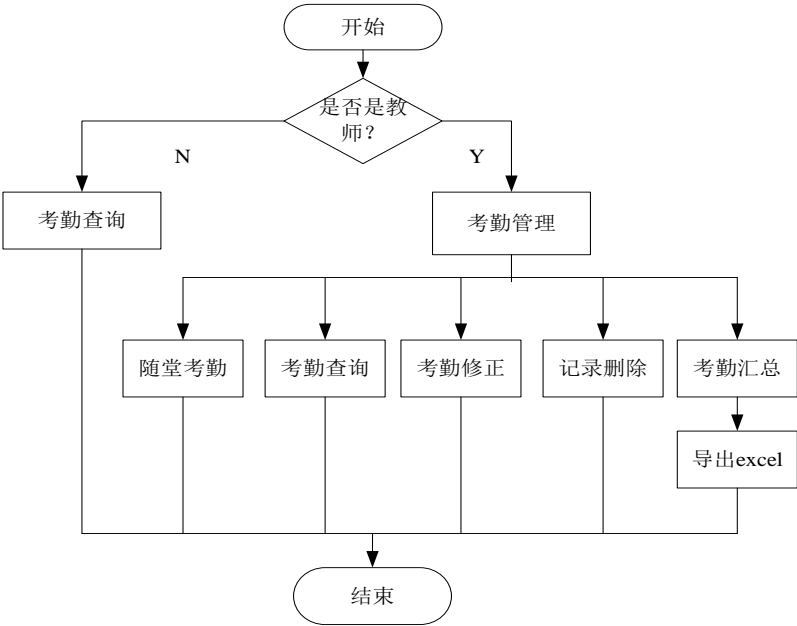 开始
是否是教
师？
N
Y
考勤查询
考勤管理
随堂考勤
考勤查询
考勤修正
记录删除
考勤汇总
导出excel
结束